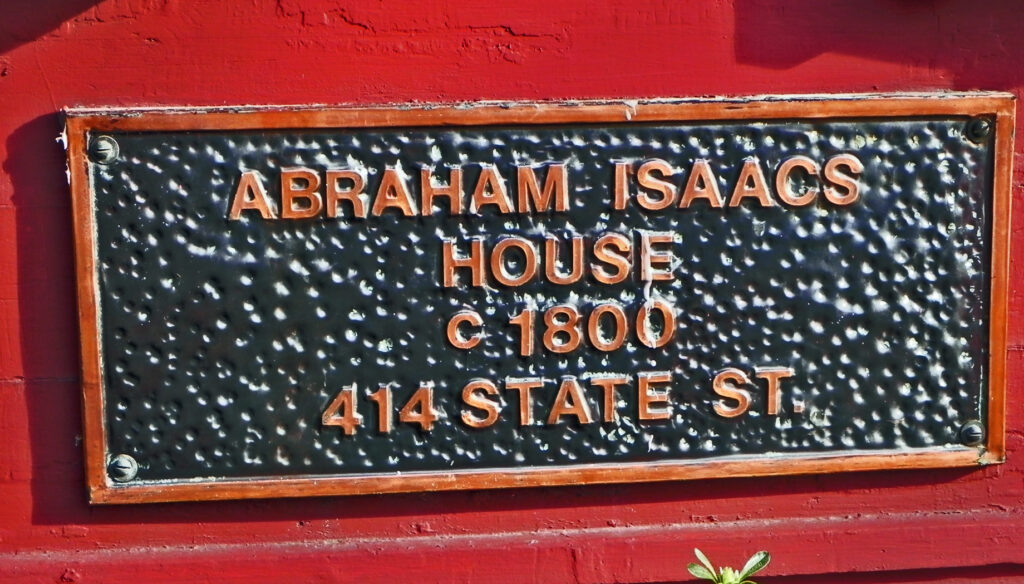 ABRAHAM ISAACS
HOUSE
c 1800
414 STATE ST.